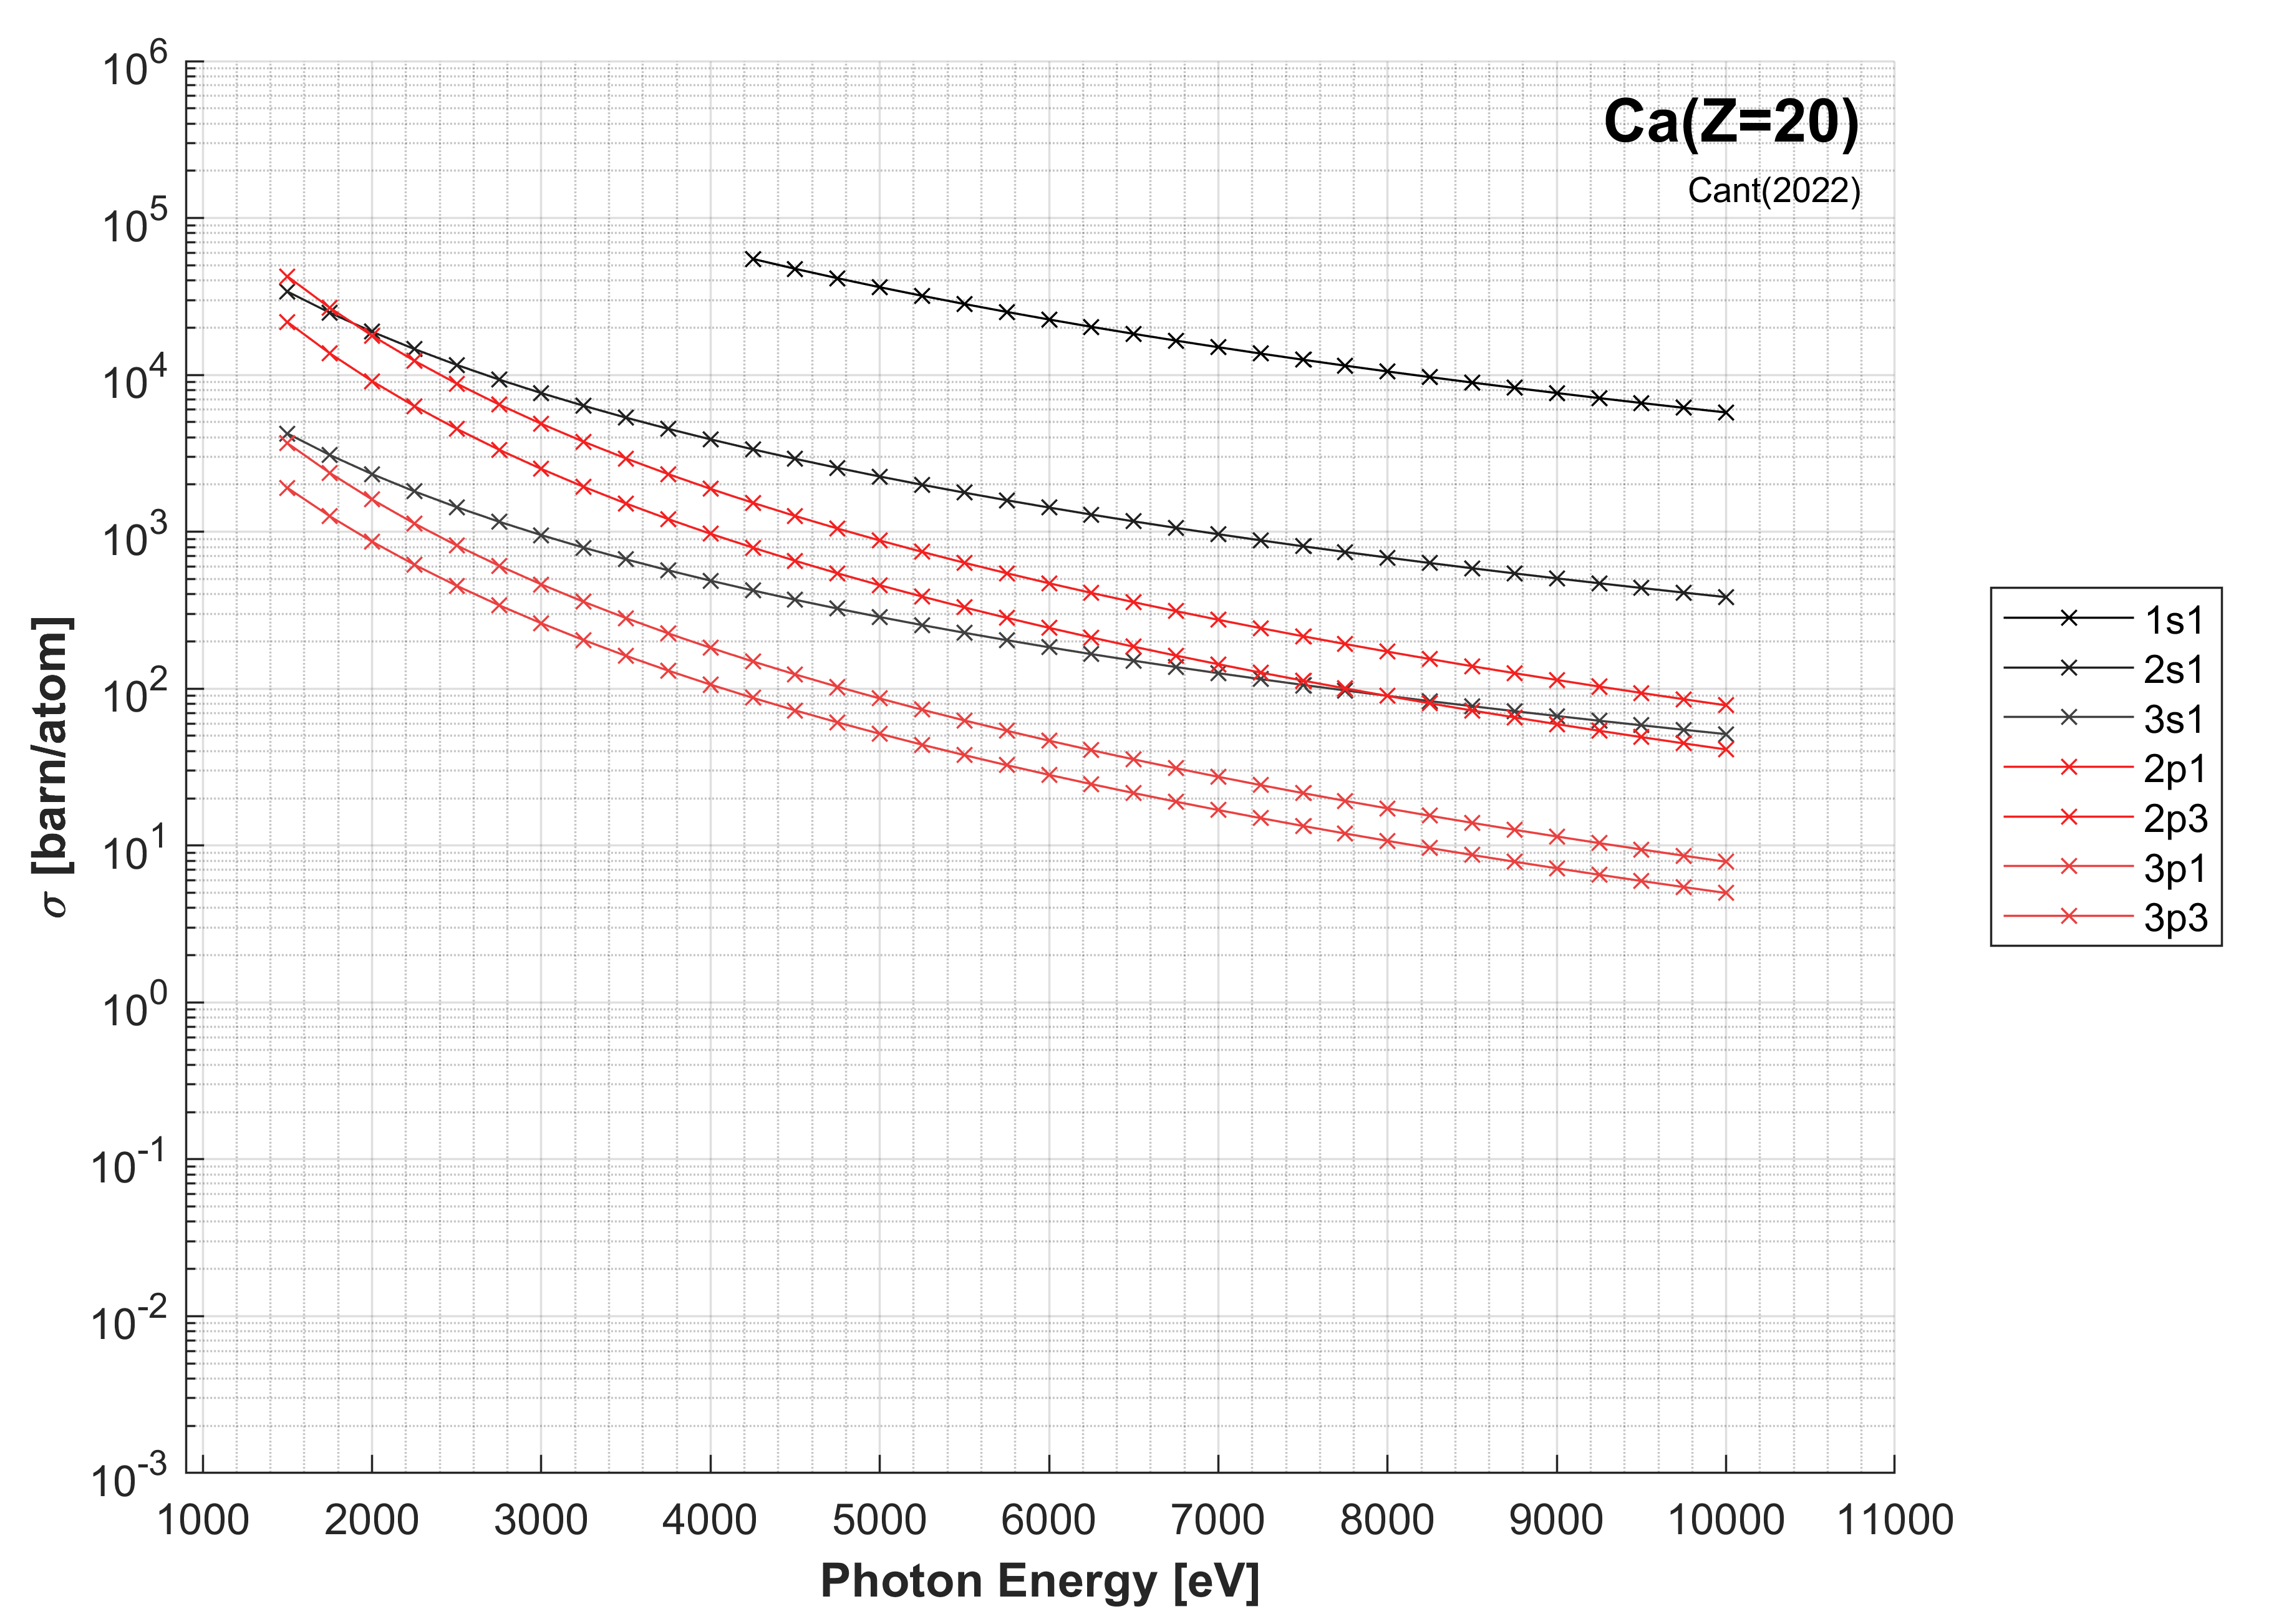 Ca(Z=20)
Cant(2022)
10^6
10^5
10^4
10^3
10^2
10^1
10^0
10^-1
10^-2
10^-3
σ [barn/atom]
1000 2000 3000 4000 5000 6000 7000 8000 9000 10000 11000
Photon Energy [eV]
1s1
2s1
3s1
2p1
2p3
3p1
3p3